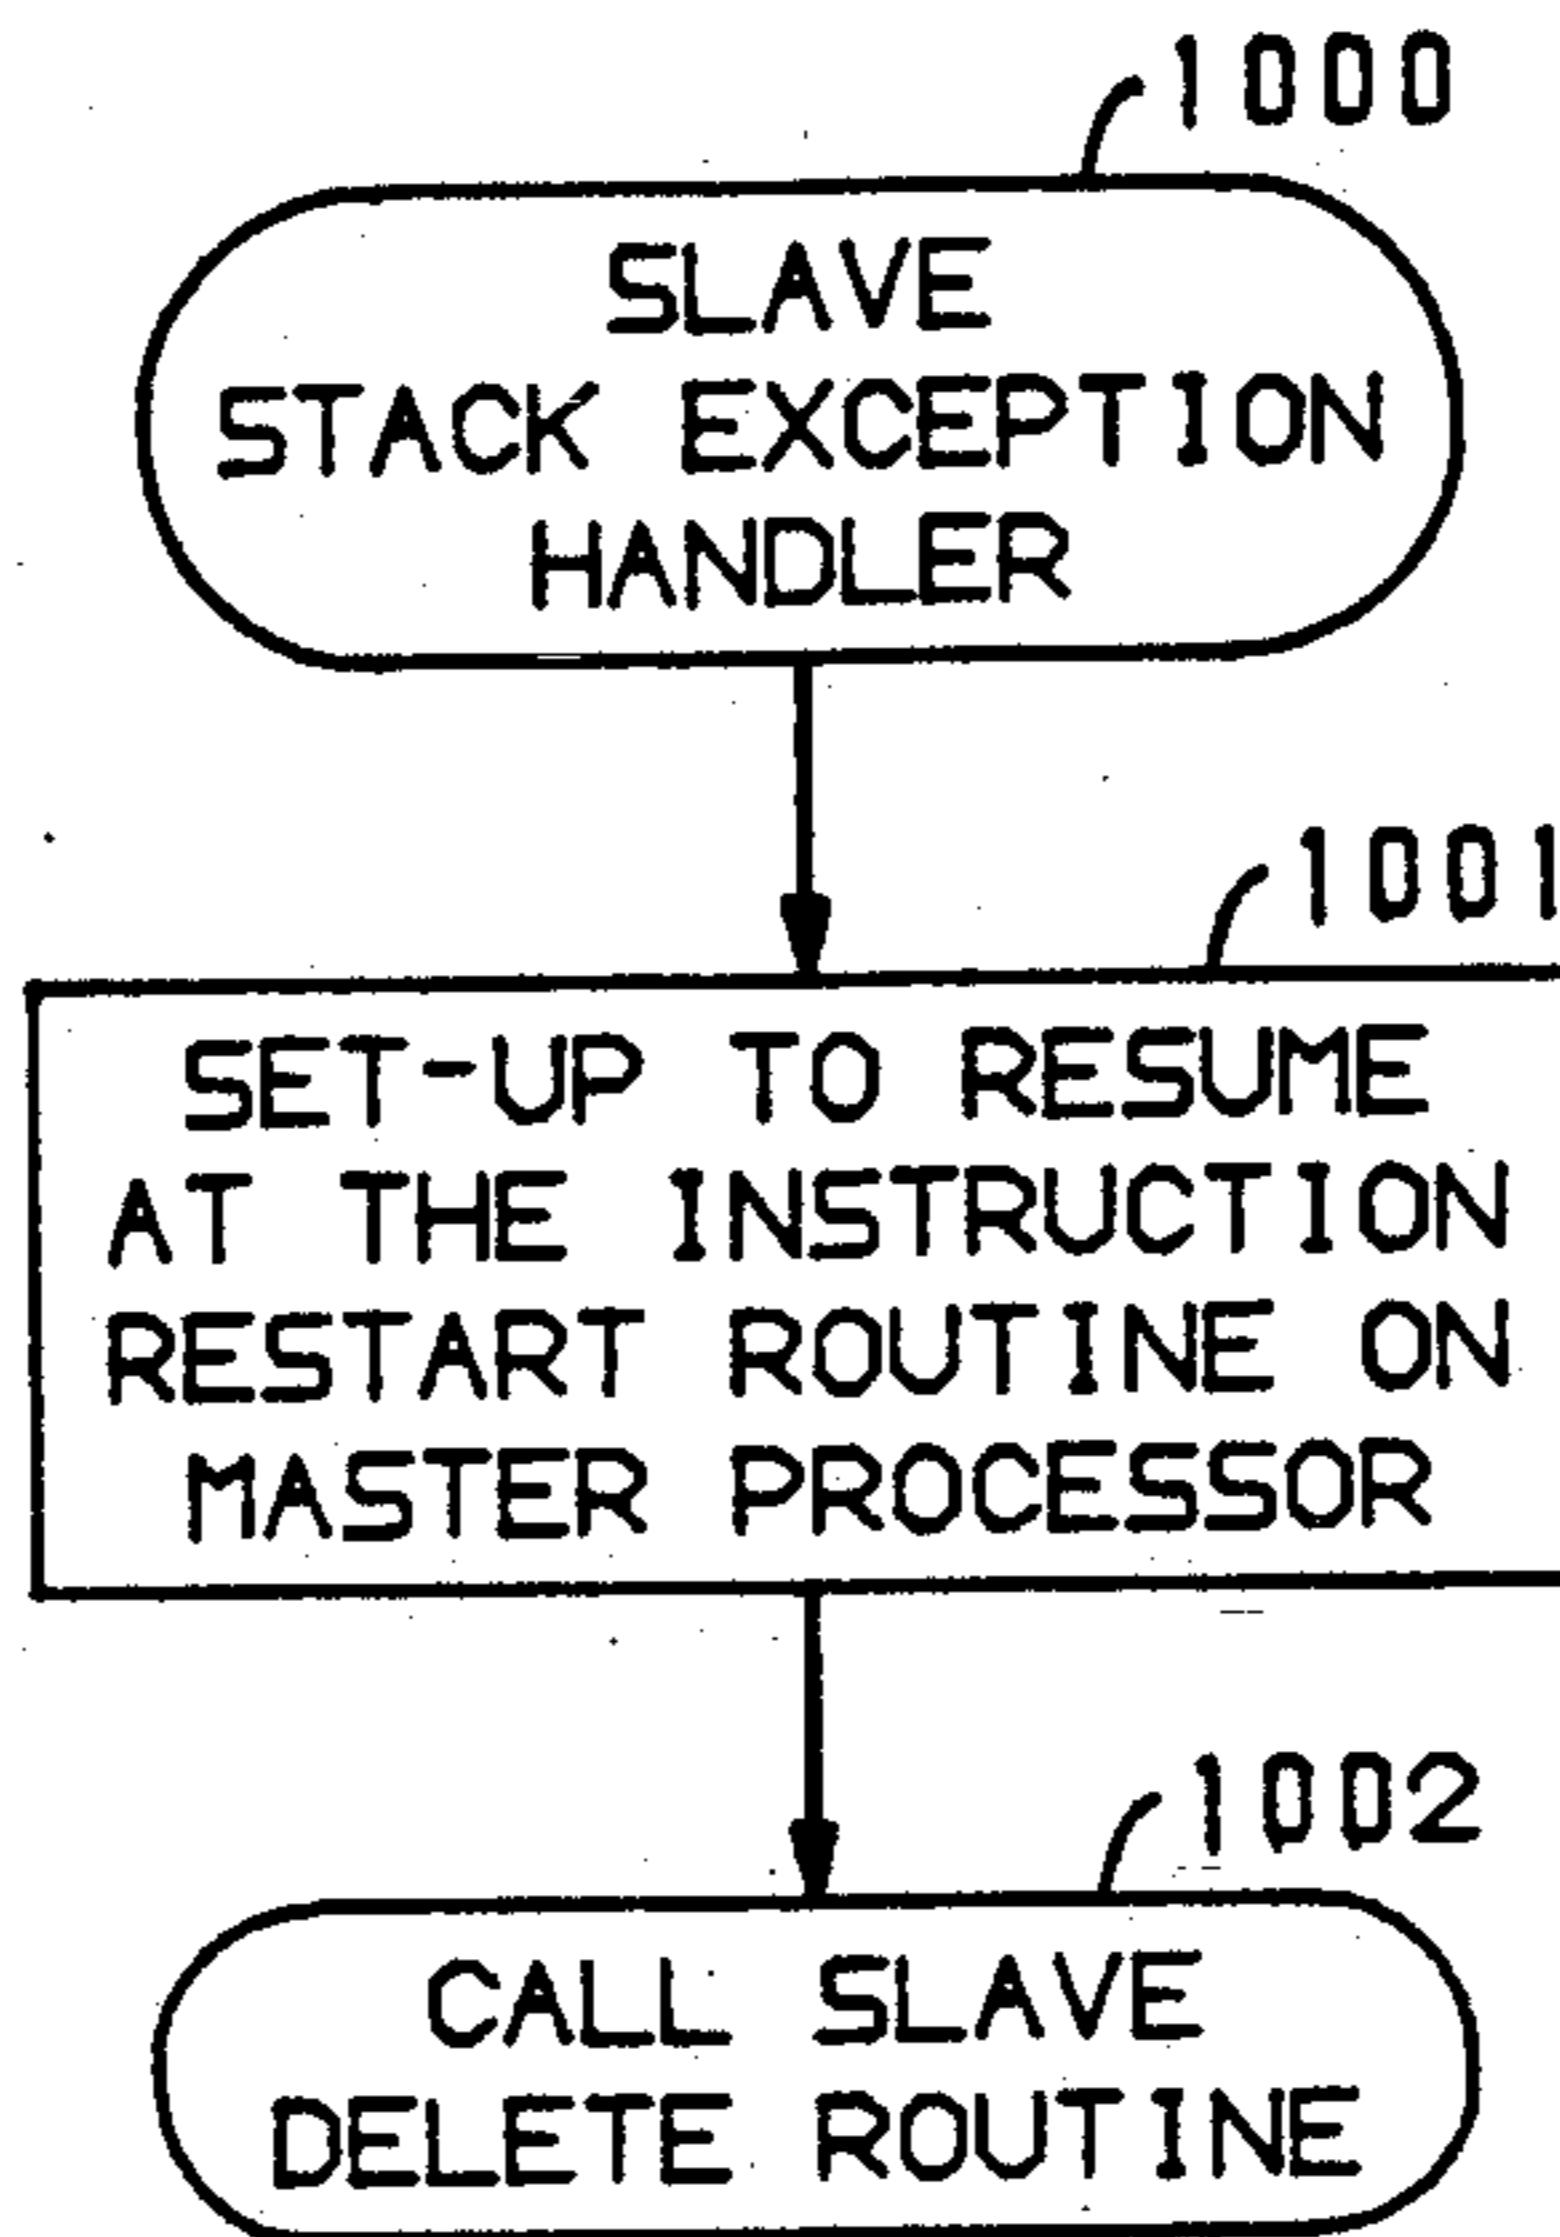 1000
SLAVE
STACK EXCEPTION
HANDLER
1001
SET-UP TO RESUME
AT THE INSTRUCTION
RESTART ROUTINE ON
MASTER PROCESSOR
1002
CALL SLAVE
DELETE ROUTINE